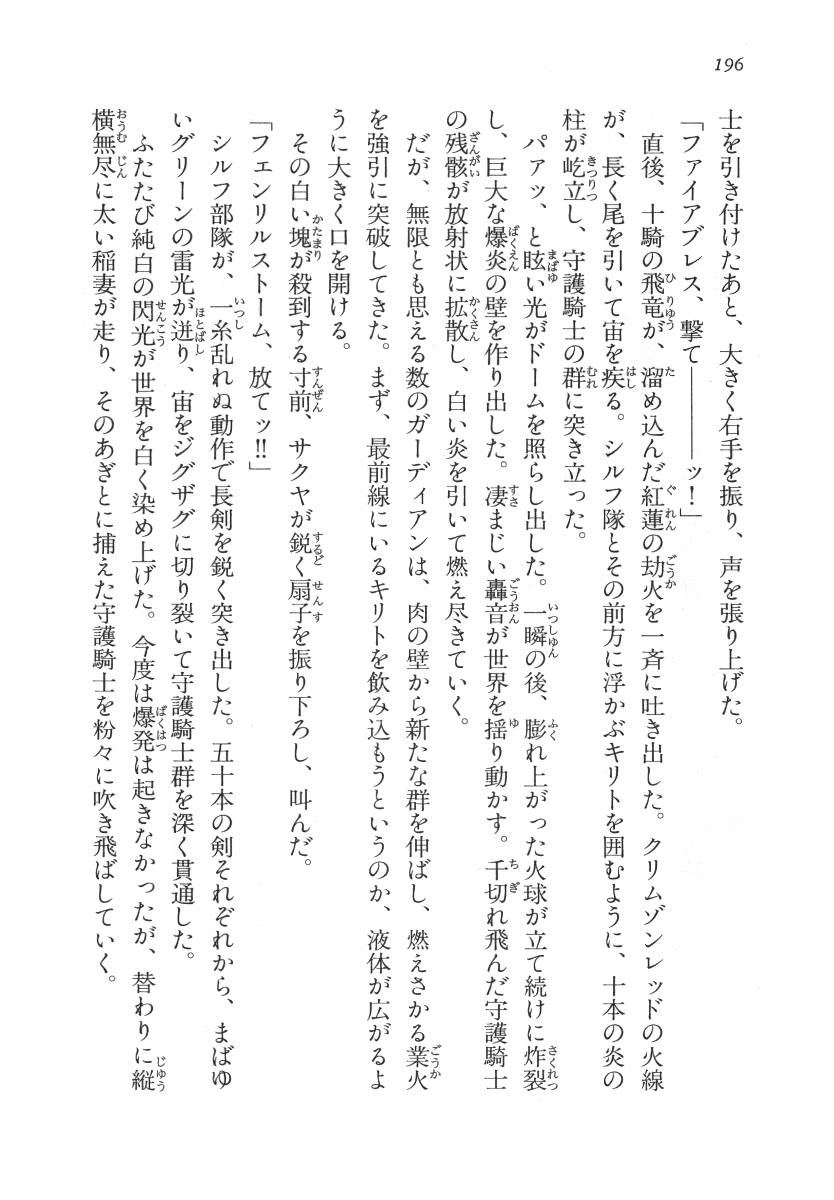 196
士を引き付けたあと、大きく右手を振り、声を張り上げた。
「ファイアブレス、撃て————ッ！」
直後、十騎の飛竜が、溜め込んだ紅蓮の劫火を一斉に吐き出した。クリムゾンレッドの火線
が、長く尾を引いて宙を疾る。シルフ隊とその前方に浮かぶキリトを囲むように、十本の炎の
柱が屹立し、守護騎士の群に突き立った。
パァッ、と眩い光がドームを照らし出した。一瞬の後、膨れ上がった火球が立て続けに炸裂
し、巨大な爆炎の壁を作り出した。凄まじい轟音が世界を揺り動かす。千切れ飛んだ守護騎士
の残骸が放射状に拡散し、白い炎を引いて燃え尽きていく。
だが、無限とも思える数のガーディアンは、肉の壁から新たな群を伸ばし、燃えさかる業火
を強引に突破してきた。まず、最前線にいるキリトを飲み込もうというのか、液体が広がるよ
うに大きく口を開ける。
その白い塊が殺到する寸前、サクヤが鋭く扇子を振り下ろし、叫んだ。
「フェンリルストーム、放てッ!!」
シルフ部隊が、一糸乱れぬ動作で長剣を鋭く突き出した。五十本の剣それぞれから、まばゆ
いグリーンの雷光が迸り、宙をジグザグに切り裂いて守護騎士群を深く貫通した。
ふたたび純白の閃光が世界を白く染め上げた。今度は爆発は起きなかったが、替わりに縦
横無尽に太い稲妻が走り、そのあぎとに捕えた守護騎士を粉々に吹き飛ばしていく。